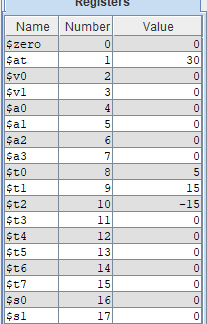 Registers
Name Number Value
$zero 0 0
$at 1 30
$v0 2 0
$v1 3 0
$a0 4 0
$a1 5 0
$a2 6 0
$a3 7 0
$t0 8 5
$t1 9 15
$t2 10 -15
$t3 11 0
$t4 12 0
$t5 13 0
$t6 14 0
$t7 15 0
$s0 16 0
$s1 17 0